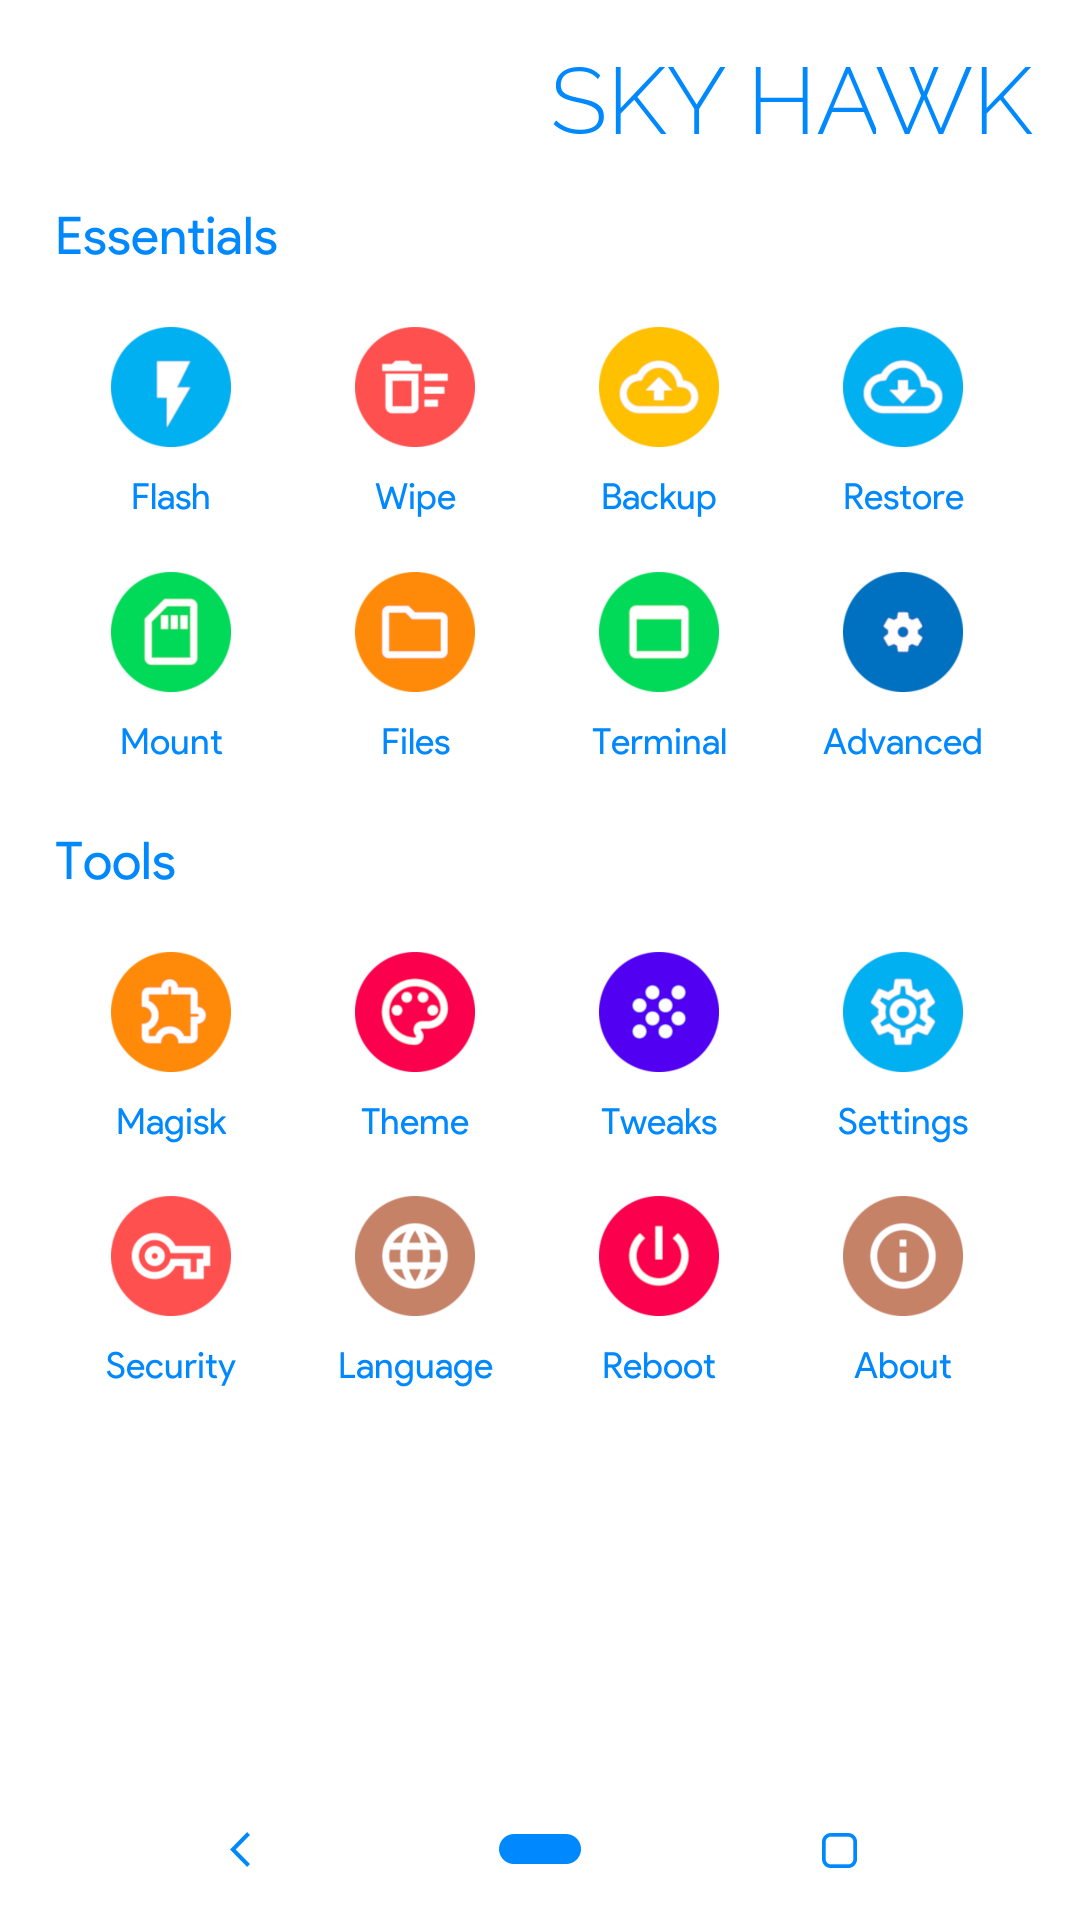 SKY HAWK
Essentials
Flash Wipe Backup Restore
Mount Files Terminal Advanced
Tools
Magisk Theme Tweaks Settings
Security Language Reboot About